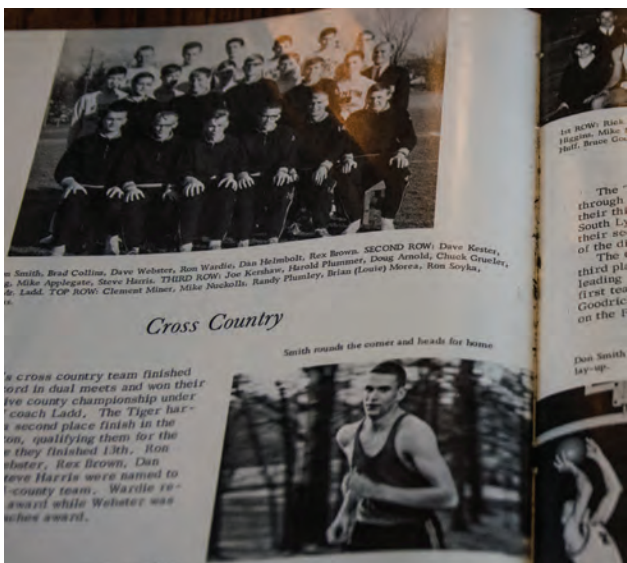 Smith, Brad Collins, Dave Webster, Ron Wardie, Dan Helmbolt, Rex Brown. SECOND ROW: Dave Kester,
Mike Applegate, Steve Harris. THIRD ROW: Joe Kershaw, Harold Plummer, Doug Arnold, Chuck Grueler,
Ladd. TOP ROW: Clement Miner, Mike Nuckolls, Randy Plumley, Brian (Louie) Morea, Ron Soyka,
Cross Country
Smith rounds the corner and heads for home
's cross country team finished
cord in dual meets and won their
ive county championship under
coach Ladd. The Tiger har-
second place finish in the
on, qualifying them for the
they finished 13th. Ron
ebster, Rex Brown, Dan
teve Harris were named to
-county team. Wardie re-
award while Webster was
aches award.
1st ROW: Rick
Higgins, Mike
Huff, Bruce
The
through
their thi
South Ly
their se
of the di
The
third pla
leading
first tea
Goodric
on the
Don Smith
lay-up.